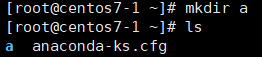 [root@centos7-1 ~]# mkdir a
[root@centos7-1 ~]# ls
a  anaconda-ks.cfg